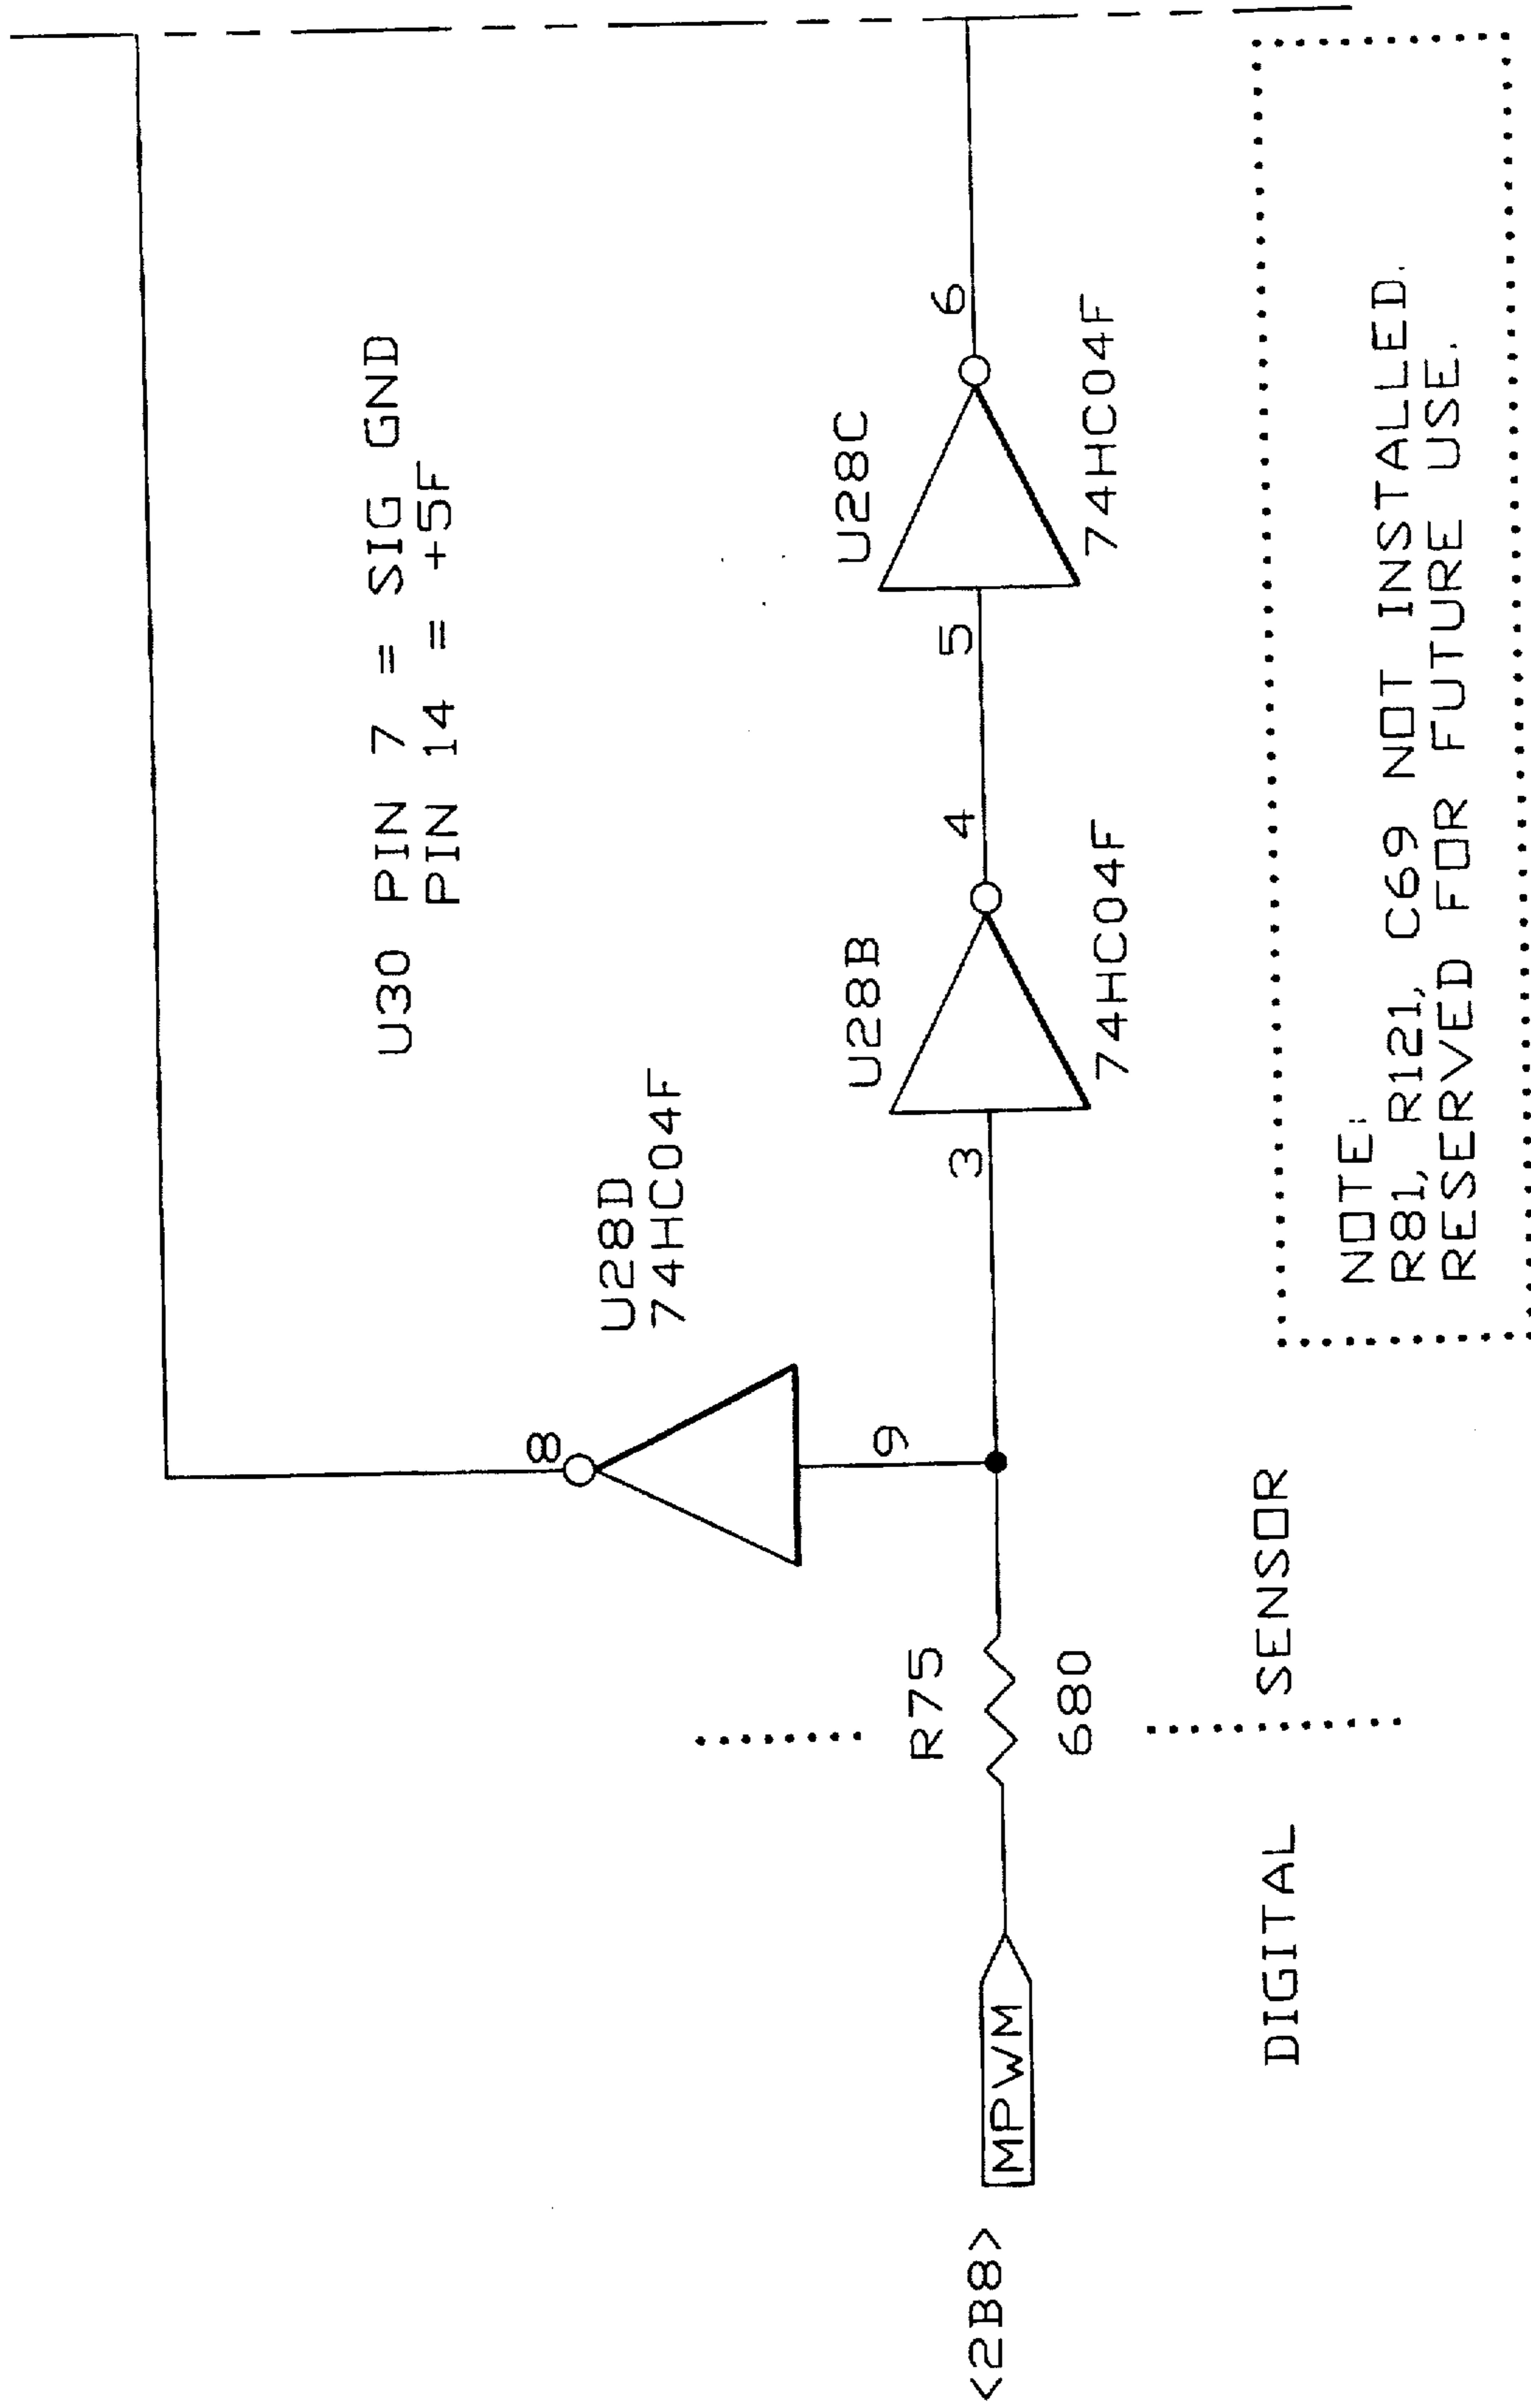 U30 PIN 7 = SIG GND
PIN 14 = +5F
U28D
74HC04F
8
9
U28B
3
4
74HC04F
U28C
5
6
74HC04F
R75
680
<2B8>
MPWM
DIGITAL
SENSOR
NOTE:
R81, R121, C69 NOT INSTALLED.
RESERVED FOR FUTURE USE.